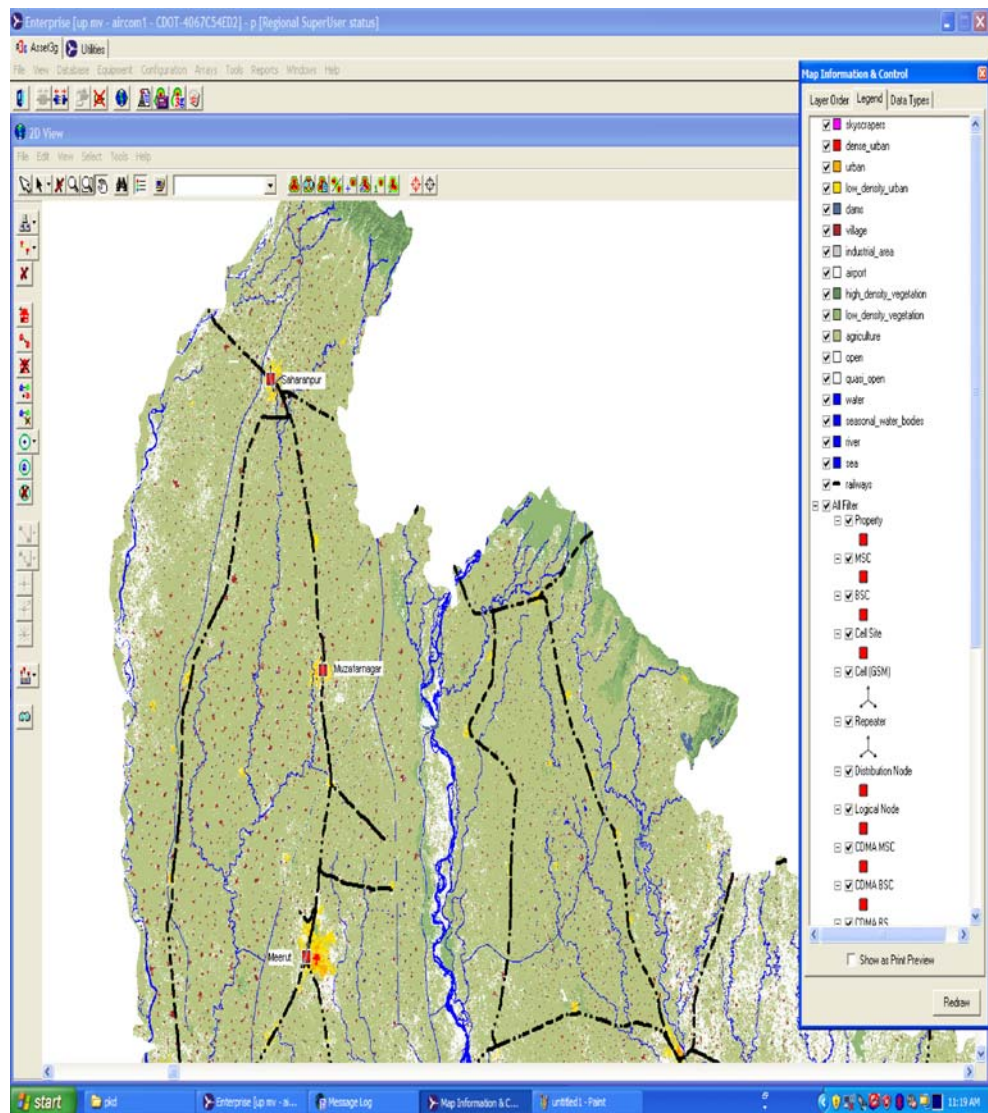 Enterprise [up mv - aircom1 - CDOT-4067C54ED2] - p [Regional SuperUser status]
Asset3g Utilities
File View Database Equipment Configuration Arrays Tools Reports Windows Help
2D View
File Edit View Select Tools Help
Saharanpur
Muzafarnagar
Meerut
Map Information & Control
Layer Order Legend Data Types
skyscrapers
dense_urban
urban
low_density_urban
dams
village
industrial_area
airport
high_density_vegetation
low_density_vegetation
agriculture
open
quasi_open
water
seasonal_water_bodies
river
sea
railways
All Filter
Property
MSC
BSC
Cell Site
Cell (GSM)
Repeater
Distribution Node
Logical Node
CDMA MSC
CDMA BSC
CDMA BS
Show as Print Preview
Redraw
start pkd Enterprise [up mv - ai... Message Log Map Information & C... untitled1 - Paint 11:19 AM